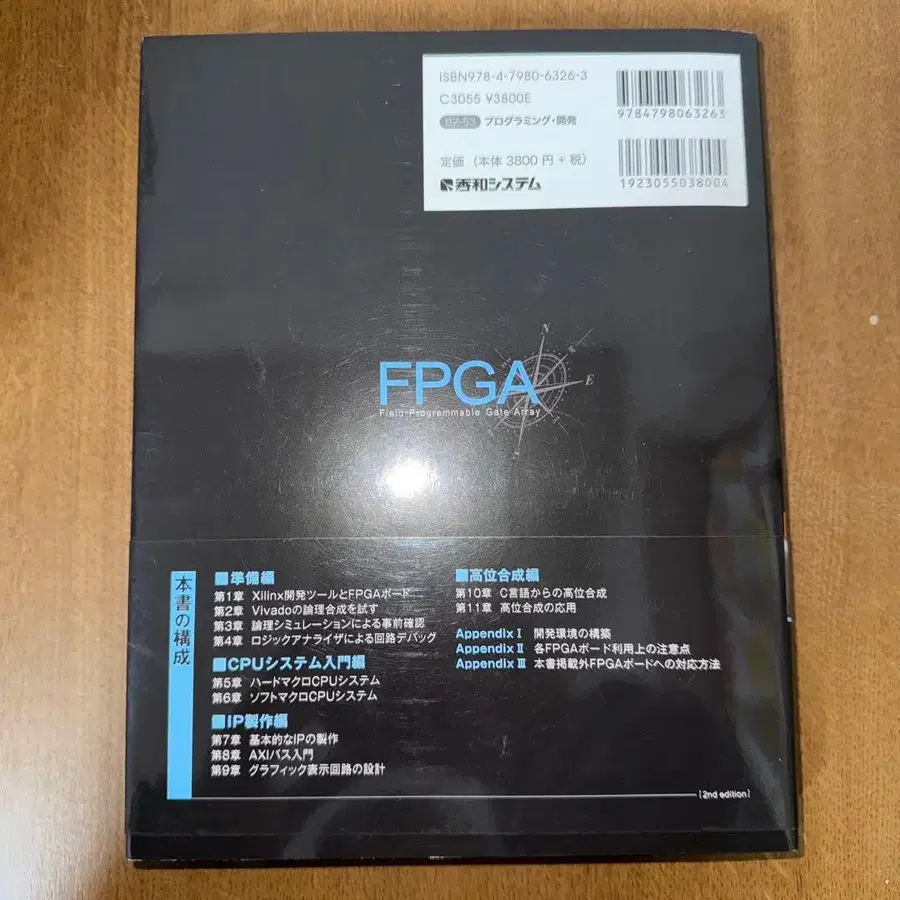 ISBN978-4-7980-6326-3
C3055 ¥3800E
BZ-53 プログラミング・開発
定価(本体 3800 円 + 税)
秀和システム
9784798063263
1923055038004
N
E
FPGA
Field-Programmable Gate Array
本書の構成
■準備編
第1章 Xilinx開発ツールとFPGAボード
第2章 Vivadoの論理合成を試す
第3章 論理シミュレーションによる事前確認
第4章 ロジックアナライザによる回路デバッグ
■CPUシステム入門編
第5章 ハードマクロCPUシステム
第6章 ソフトマクロCPUシステム
■IP製作編
第7章 基本的なIPの製作
第8章 AXIバス入門
第9章 グラフィック表示回路の設計
■高位合成編
第10章 C言語からの高位合成
第11章 高位合成の応用
Appendix Ⅰ 開発環境の構築
Appendix Ⅱ 各FPGAボード利用上の注意点
Appendix Ⅲ 本書掲載外FPGAボードへの対応方法
[2nd edition]